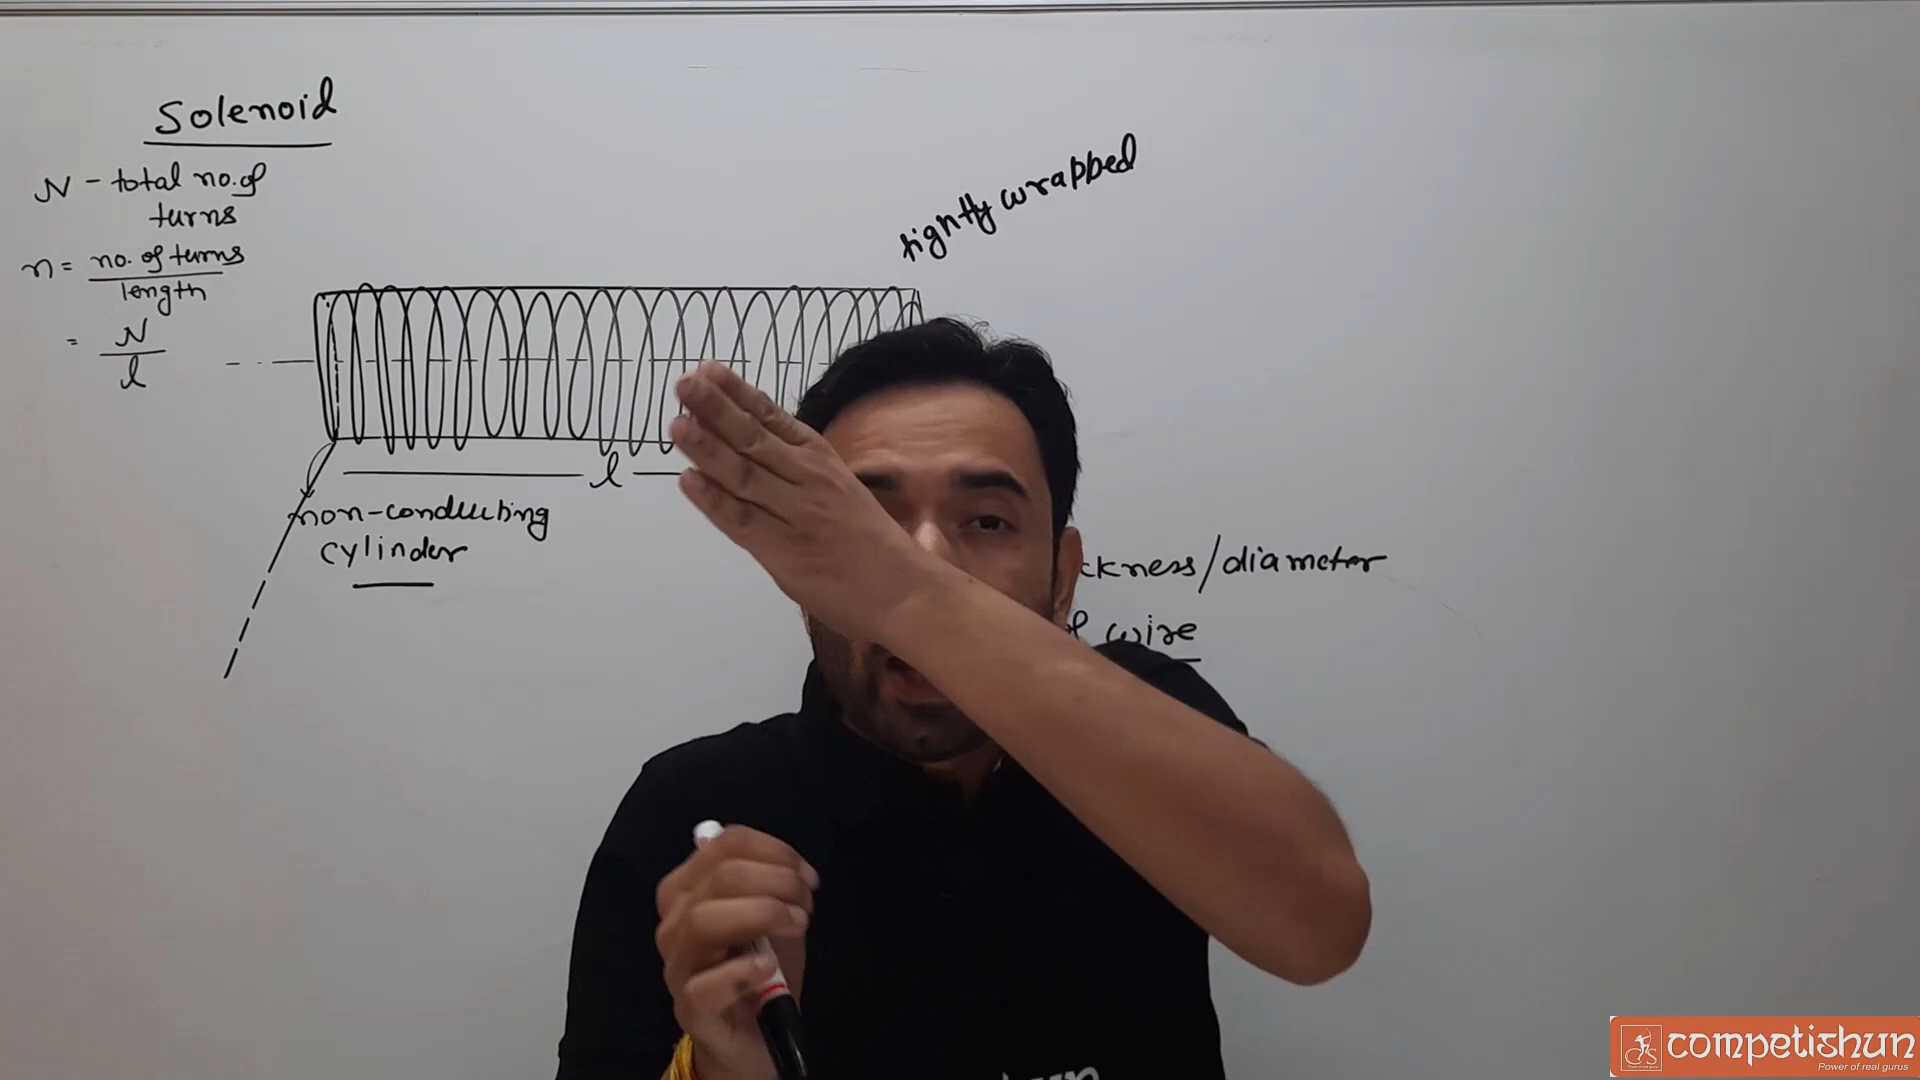 Solenoid
N - total no. of
turns
n = no. of turns
length
= N
l
tightly wrapped
l
non-conducting
cylinder
ckness/diameter
wire
competishun
Power of real gurus